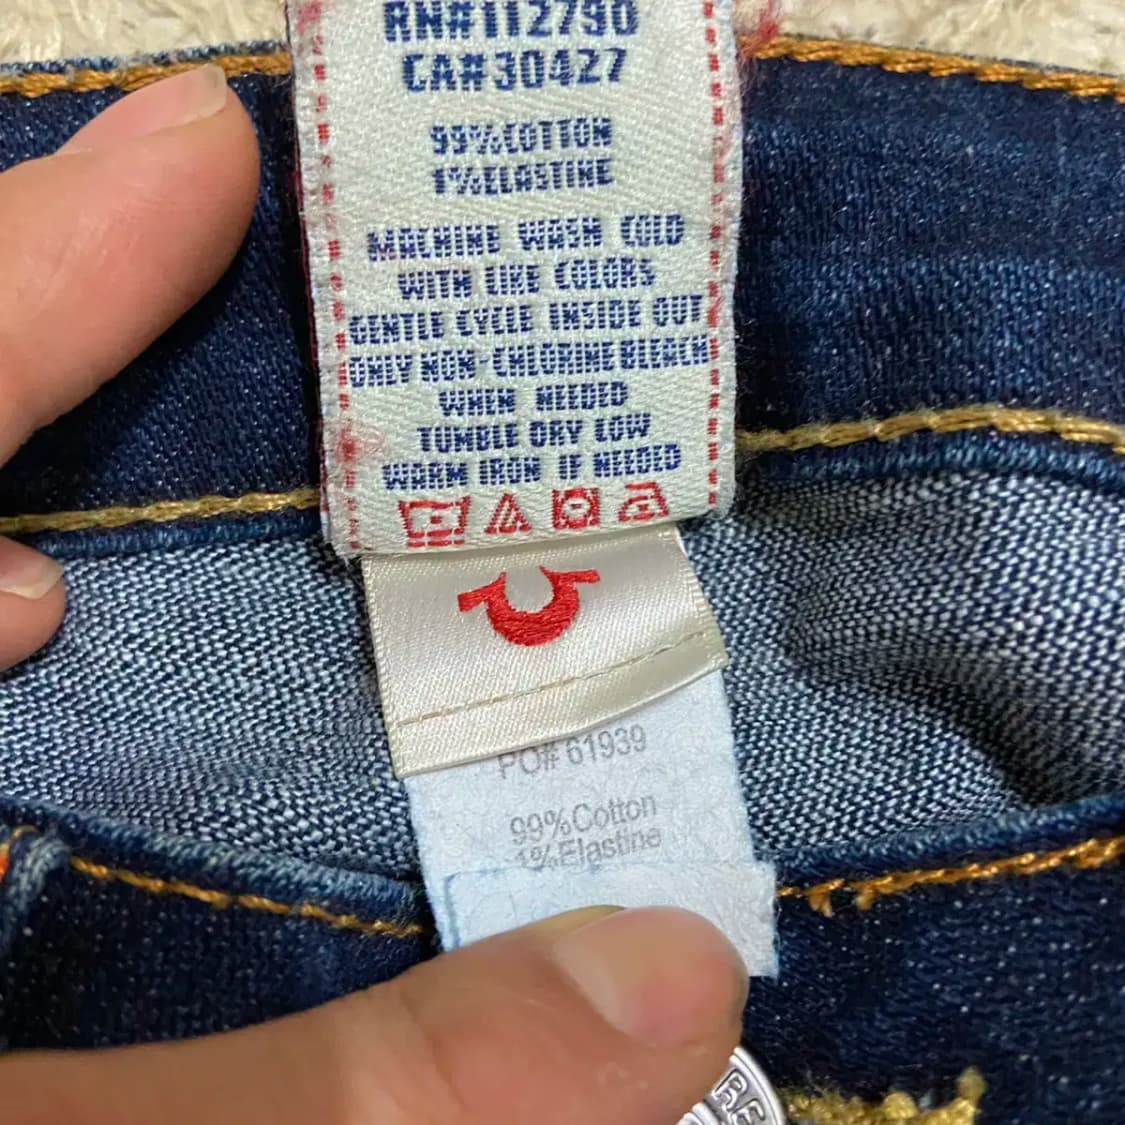 RN#112790
CA#30427
99%COTTON
1%ELASTINE
MACHINE WASH COLD
WITH LIKE COLORS
GENTLE CYCLE INSIDE OUT
ONLY NON-CHLORINE BLEACH
WHEN NEEDED
TUMBLE DRY LOW
WARM IRON IF NEEDED
PO# 61939
99%Cotton
1%Elastine
RE